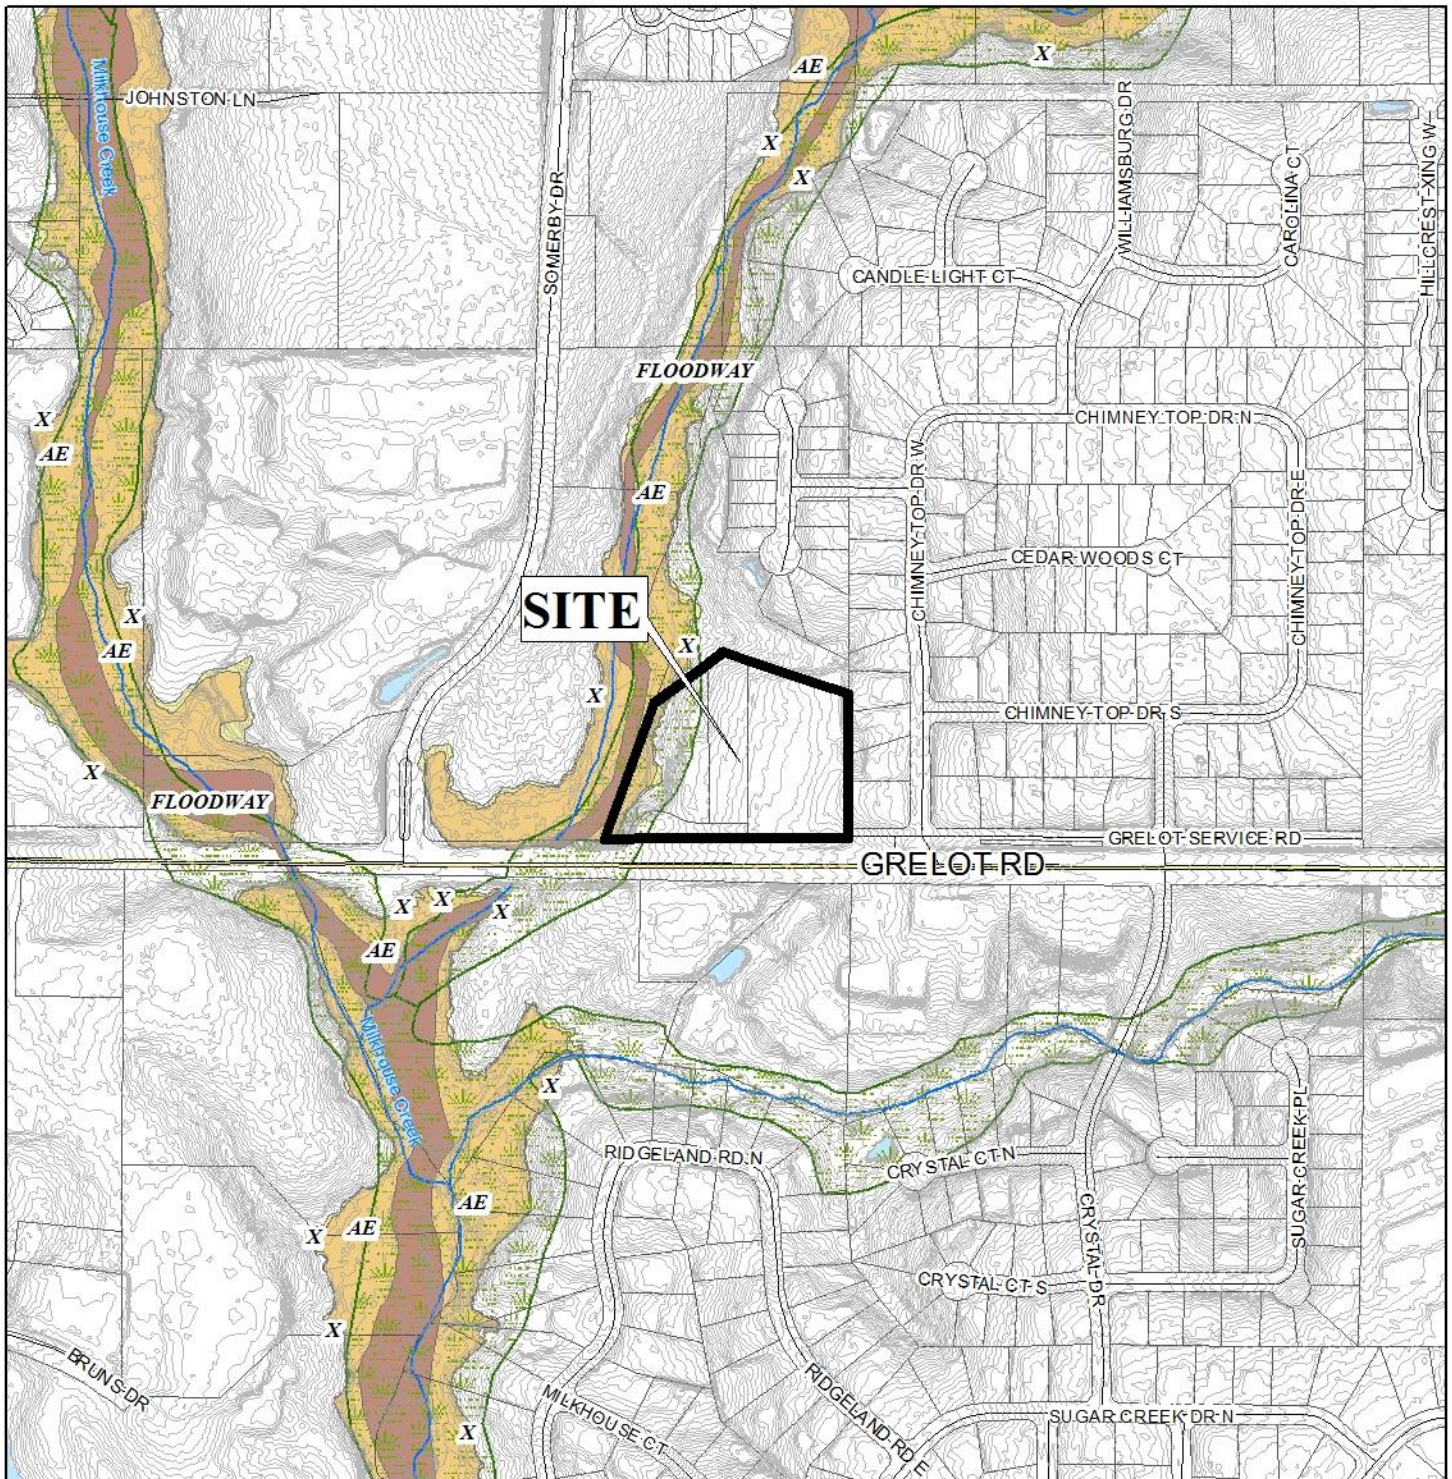 X
AE
Milkhouse Creek
JOHNSTON LN
X
X
WILLIAMSBURG DR
CAROLINA CT
HILLCREST XING W
SOMERBY DR
CANDLE LIGHT CT
FLOODWAY
X
AE
CHIMNEY TOP DR N
CHIMNEY TOP DR W
CHIMNEY TOP DR E
AE
CEDAR WOODS CT
SITE
X
AE
X
X
CHIMNEY TOP DR S
X
FLOODWAY
GRELOT SERVICE RD
GRELOT RD
X
X
X
AE
Milkhouse Creek
X
RIDGELAND RD N
CRYSTAL CT N
SUGAR CREEK PL
AE
AE
X
CRYSTAL DR
CRYSTAL CT S
X
BRUNS DR
MILKHOUSE CT
RIDGELAND RD E
SUGAR CREEK DR N
X